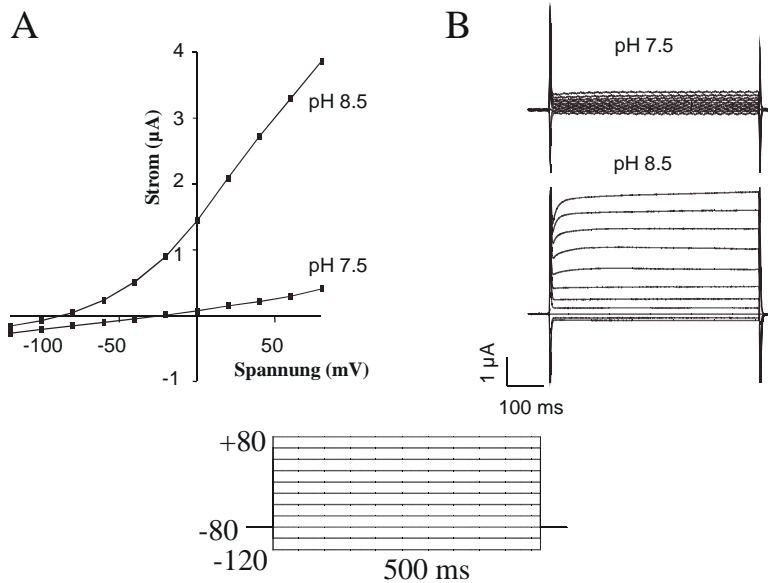 A
4
pH 8.5
3
Strom (µA)
2
1
pH 7.5
-100
-50
50
Spannung (mV)
-1
B
pH 7.5
pH 8.5
1 µA
100 ms
+80
-80
-120
500 ms